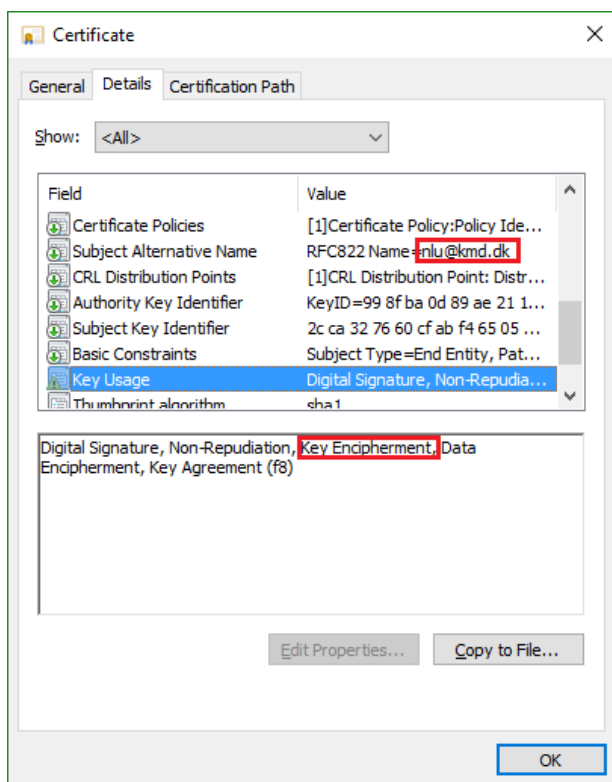 Certificate
General Details Certification Path
Show: <All>
Field Value
Certificate Policies [1]Certificate Policy:Policy Ide...
Subject Alternative Name RFC822 Name=nlu@kmd.dk
CRL Distribution Points [1]CRL Distribution Point: Distr...
Authority Key Identifier KeyID=99 8f ba 0d 89 ae 21 1...
Subject Key Identifier 2c ca 32 76 60 cf ab f4 65 05 ...
Basic Constraints Subject Type=End Entity, Pat...
Key Usage Digital Signature, Non-Repudia...
Thumbprint algorithm sha1
Digital Signature, Non-Repudiation, Key Encipherment, Data
Encipherment, Key Agreement (f8)
Edit Properties... Copy to File...
OK